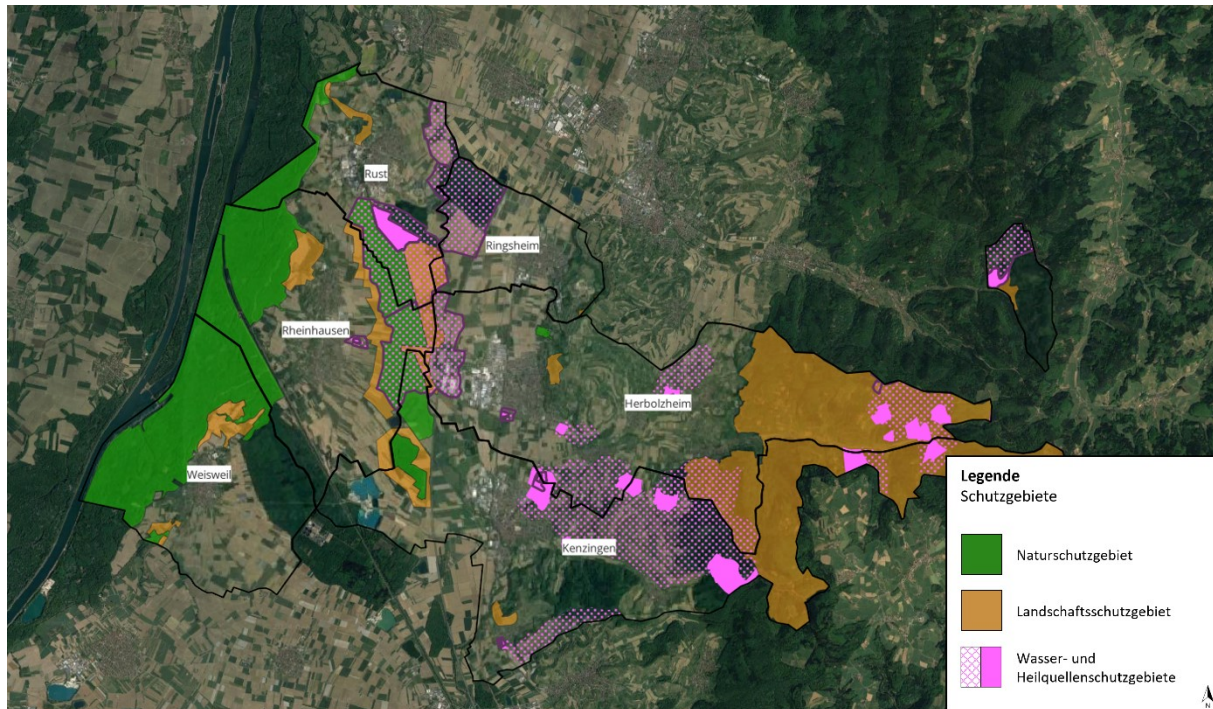 Rust
Ringsheim
Rheinhausen
Herbolzheim
Weisweil
Kenzingen
Legende
Schutzgebiete
Naturschutzgebiet
Landschaftsschutzgebiet
Wasser- und
Heilquellenschutzgebiete
N